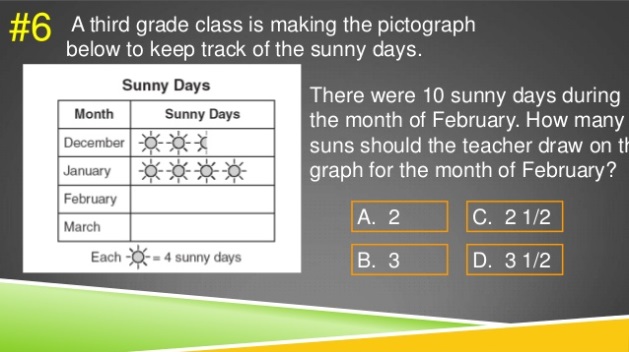 #6 A third grade class is making the pictograph
below to keep track of the sunny days.
Sunny Days
Month Sunny Days
December
January
February
March
Each = 4 sunny days
There were 10 sunny days during
the month of February. How many
suns should the teacher draw on
graph for the month of February?
A. 2 C. 2 1/2
B. 3 D. 3 1/2